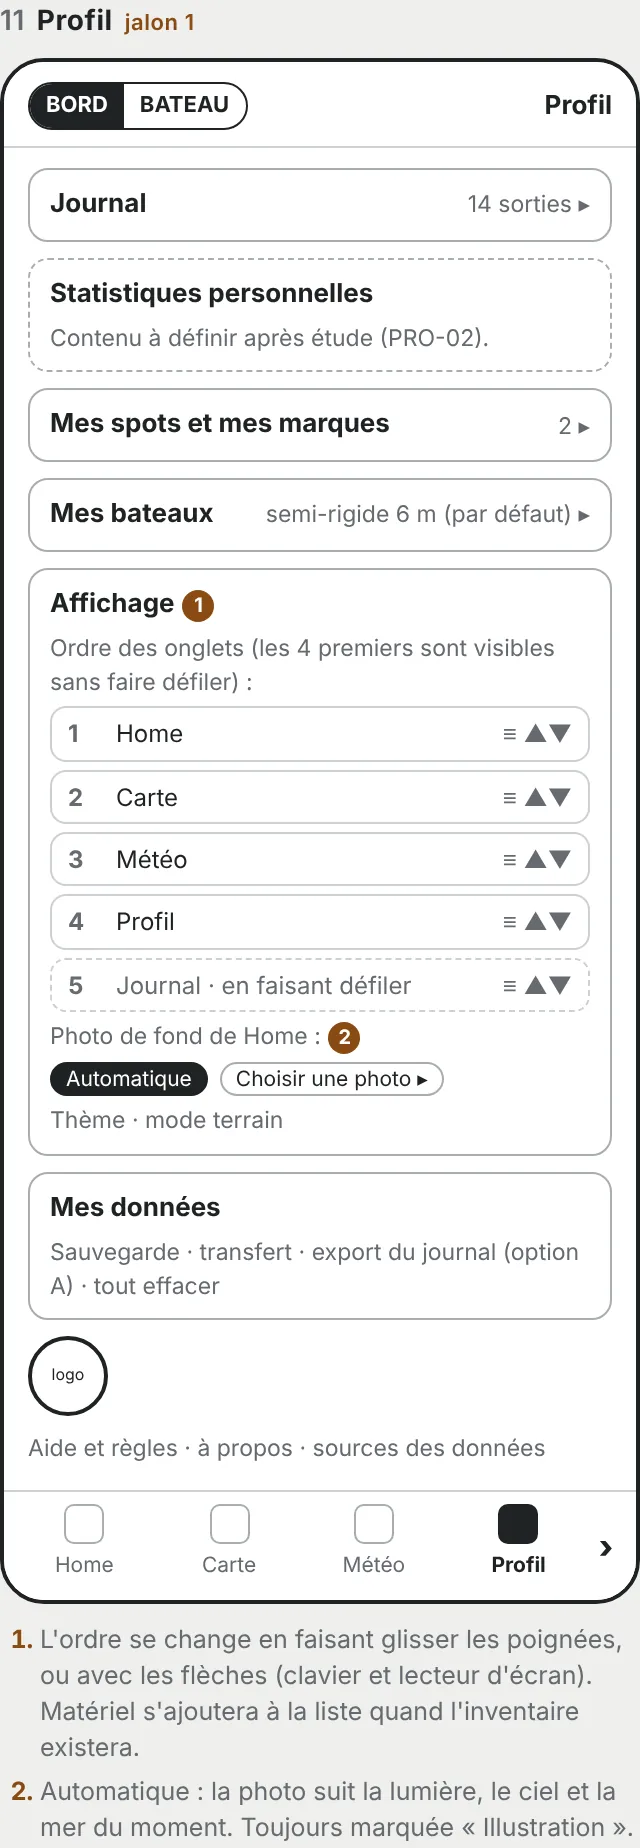 11 Profil jalon 1
BORD BATEAU Profil
Journal 14 sorties ▸
Statistiques personnelles
Contenu à définir après étude (PRO-02).
Mes spots et mes marques 2 ▸
Mes bateaux semi-rigide 6 m (par défaut) ▸
Affichage 1
Ordre des onglets (les 4 premiers sont visibles
sans faire défiler) :
1 Home ≡ ▲▼
2 Carte ≡ ▲▼
3 Météo ≡ ▲▼
4 Profil ≡ ▲▼
5 Journal · en faisant défiler ≡ ▲▼
Photo de fond de Home : 2
Automatique Choisir une photo ▸
Thème · mode terrain
Mes données
Sauvegarde · transfert · export du journal (option
A) · tout effacer
logo
Aide et règles · à propos · sources des données
Home Carte Météo Profil ›
1. L'ordre se change en faisant glisser les poignées,
ou avec les flèches (clavier et lecteur d'écran).
Matériel s'ajoutera à la liste quand l'inventaire
existera.
2. Automatique : la photo suit la lumière, le ciel et la
mer du moment. Toujours marquée « Illustration ».